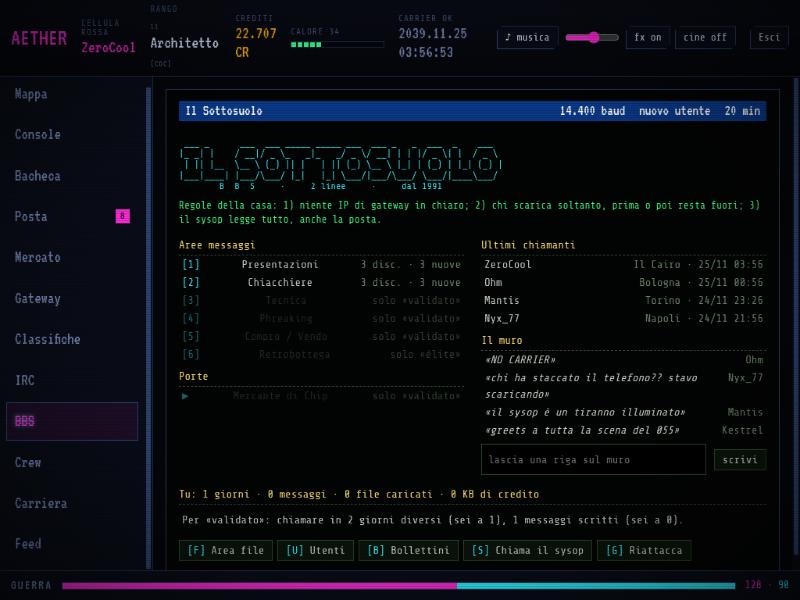 AETHER
CELLULA ROSSA
ZeroCool
RANGO
11
Architetto
[COC]
CREDITI
22.707 CR
CALORE 34
CARRIER OK
2039.11.25
03:56:53
♪ musica
fx on
cine off
Esci
Mappa
Console
Bacheca
Posta 8
Mercato
Gateway
Classifiche
IRC
BBS
Crew
Carriera
Feed
Il Sottosuolo 14.400 baud nuovo utente 20 min
IL SOTTOSUOLO
B B S · 2 linee · dal 1991
Regole della casa: 1) niente IP di gateway in chiaro; 2) chi scarica soltanto, prima o poi resta fuori; 3)
il sysop legge tutto, anche la posta.
Aree messaggi
[1] Presentazioni 3 disc. · 3 nuove
[2] Chiacchiere 3 disc. · 3 nuove
[3] Tecnica solo «validato»
[4] Phreaking solo «validato»
[5] Compro / Vendo solo «validato»
[6] Retrobottega solo «élite»
Porte
▶ Mercante di Chip solo «validato»
Ultimi chiamanti
ZeroCool Il Cairo · 25/11 03:56
Ohm Bologna · 25/11 00:56
Mantis Torino · 24/11 23:26
Nyx_77 Napoli · 24/11 21:56
Il muro
«NO CARRIER» Ohm
«chi ha staccato il telefono?? stavo Nyx_77
scaricando»
«il sysop è un tiranno illuminato» Mantis
«greets a tutta la scena del 055» Kestrel
lascia una riga sul muro
scrivi
Tu: 1 giorni · 0 messaggi · 0 file caricati · 0 KB di credito
Per «validato»: chiamare in 2 giorni diversi (sei a 1), 1 messaggi scritti (sei a 0).
[F] Area file [U] Utenti [B] Bollettini [S] Chiama il sysop [G] Riattacca
GUERRA 128 · 90